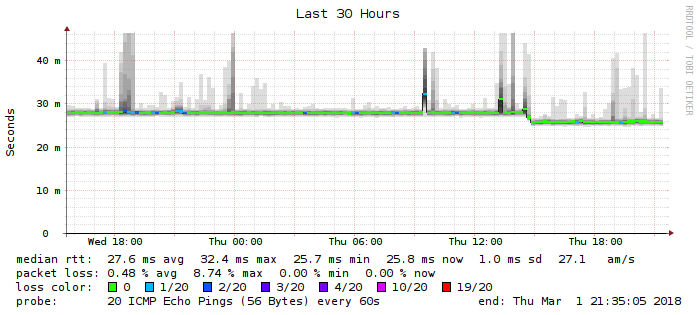 Last 30 Hours
RRDTOOL / TOBI OETIKER
Seconds
40 m
30 m
20 m
10 m
0
Wed 18:00 Thu 00:00 Thu 06:00 Thu 12:00 Thu 18:00
median rtt: 27.6 ms avg 32.4 ms max 25.7 ms min 25.8 ms now 1.0 ms sd 27.1 am/s
packet loss: 0.48 % avg 8.74 % max 0.00 % min 0.00 % now
loss color: 0 1/20 2/20 3/20 4/20 10/20 19/20
probe: 20 ICMP Echo Pings (56 Bytes) every 60s end: Thu Mar 1 21:35:05 2018